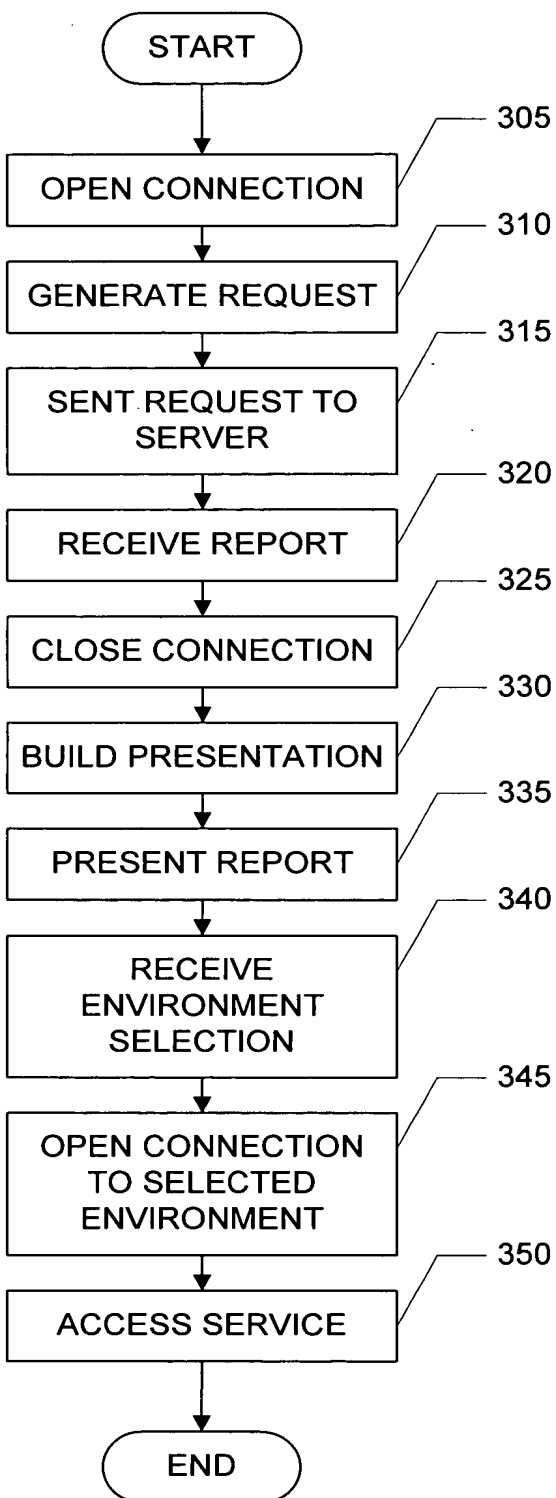 START
305
OPEN CONNECTION
310
GENERATE REQUEST
315
SENT REQUEST TO
SERVER
320
RECEIVE REPORT
325
CLOSE CONNECTION
330
BUILD PRESENTATION
335
PRESENT REPORT
340
RECEIVE
ENVIRONMENT
SELECTION
345
OPEN CONNECTION
TO SELECTED
ENVIRONMENT
350
ACCESS SERVICE
END